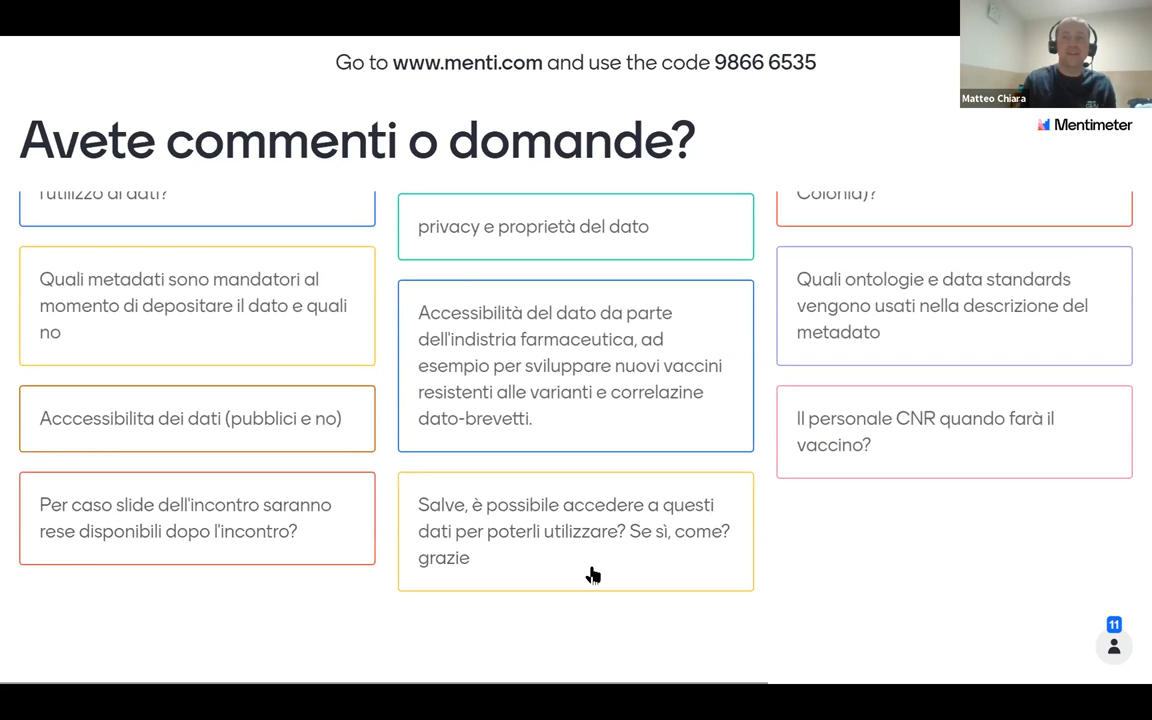 Go to www.menti.com and use the code 9866 6535
Matteo Chiara
Mentimeter
Avete commenti o domande?
l'utilizzo di dati?
Quali metadati sono mandatori al
momento di depositare il dato e quali
no
Acccessibilita dei dati (pubblici e no)
Per caso slide dell'incontro saranno
rese disponibili dopo l'incontro?
privacy e proprietà del dato
Accessibilità del dato da parte
dell'indistria farmaceutica, ad
esempio per sviluppare nuovi vaccini
resistenti alle varianti e correlazine
dato-brevetti.
Salve, è possibile accedere a questi
dati per poterli utilizzare? Se sì, come?
grazie
Colonia)?
Quali ontologie e data standards
vengono usati nella descrizione del
metadato
Il personale CNR quando farà il
vaccino?
11